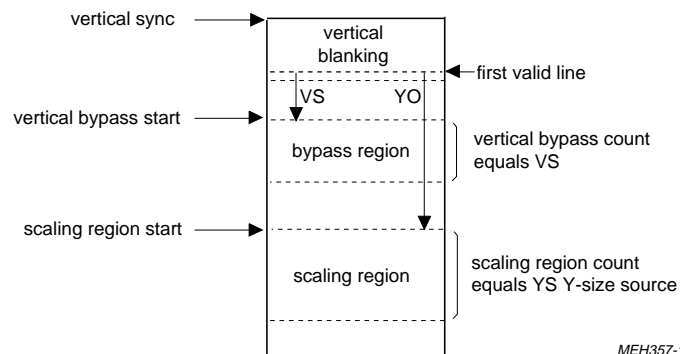 vertical sync
vertical
blanking
first valid line
VS
YO
vertical bypass start
bypass region
vertical bypass count
equals VS
scaling region start
scaling region
scaling region count
equals YS Y-size source